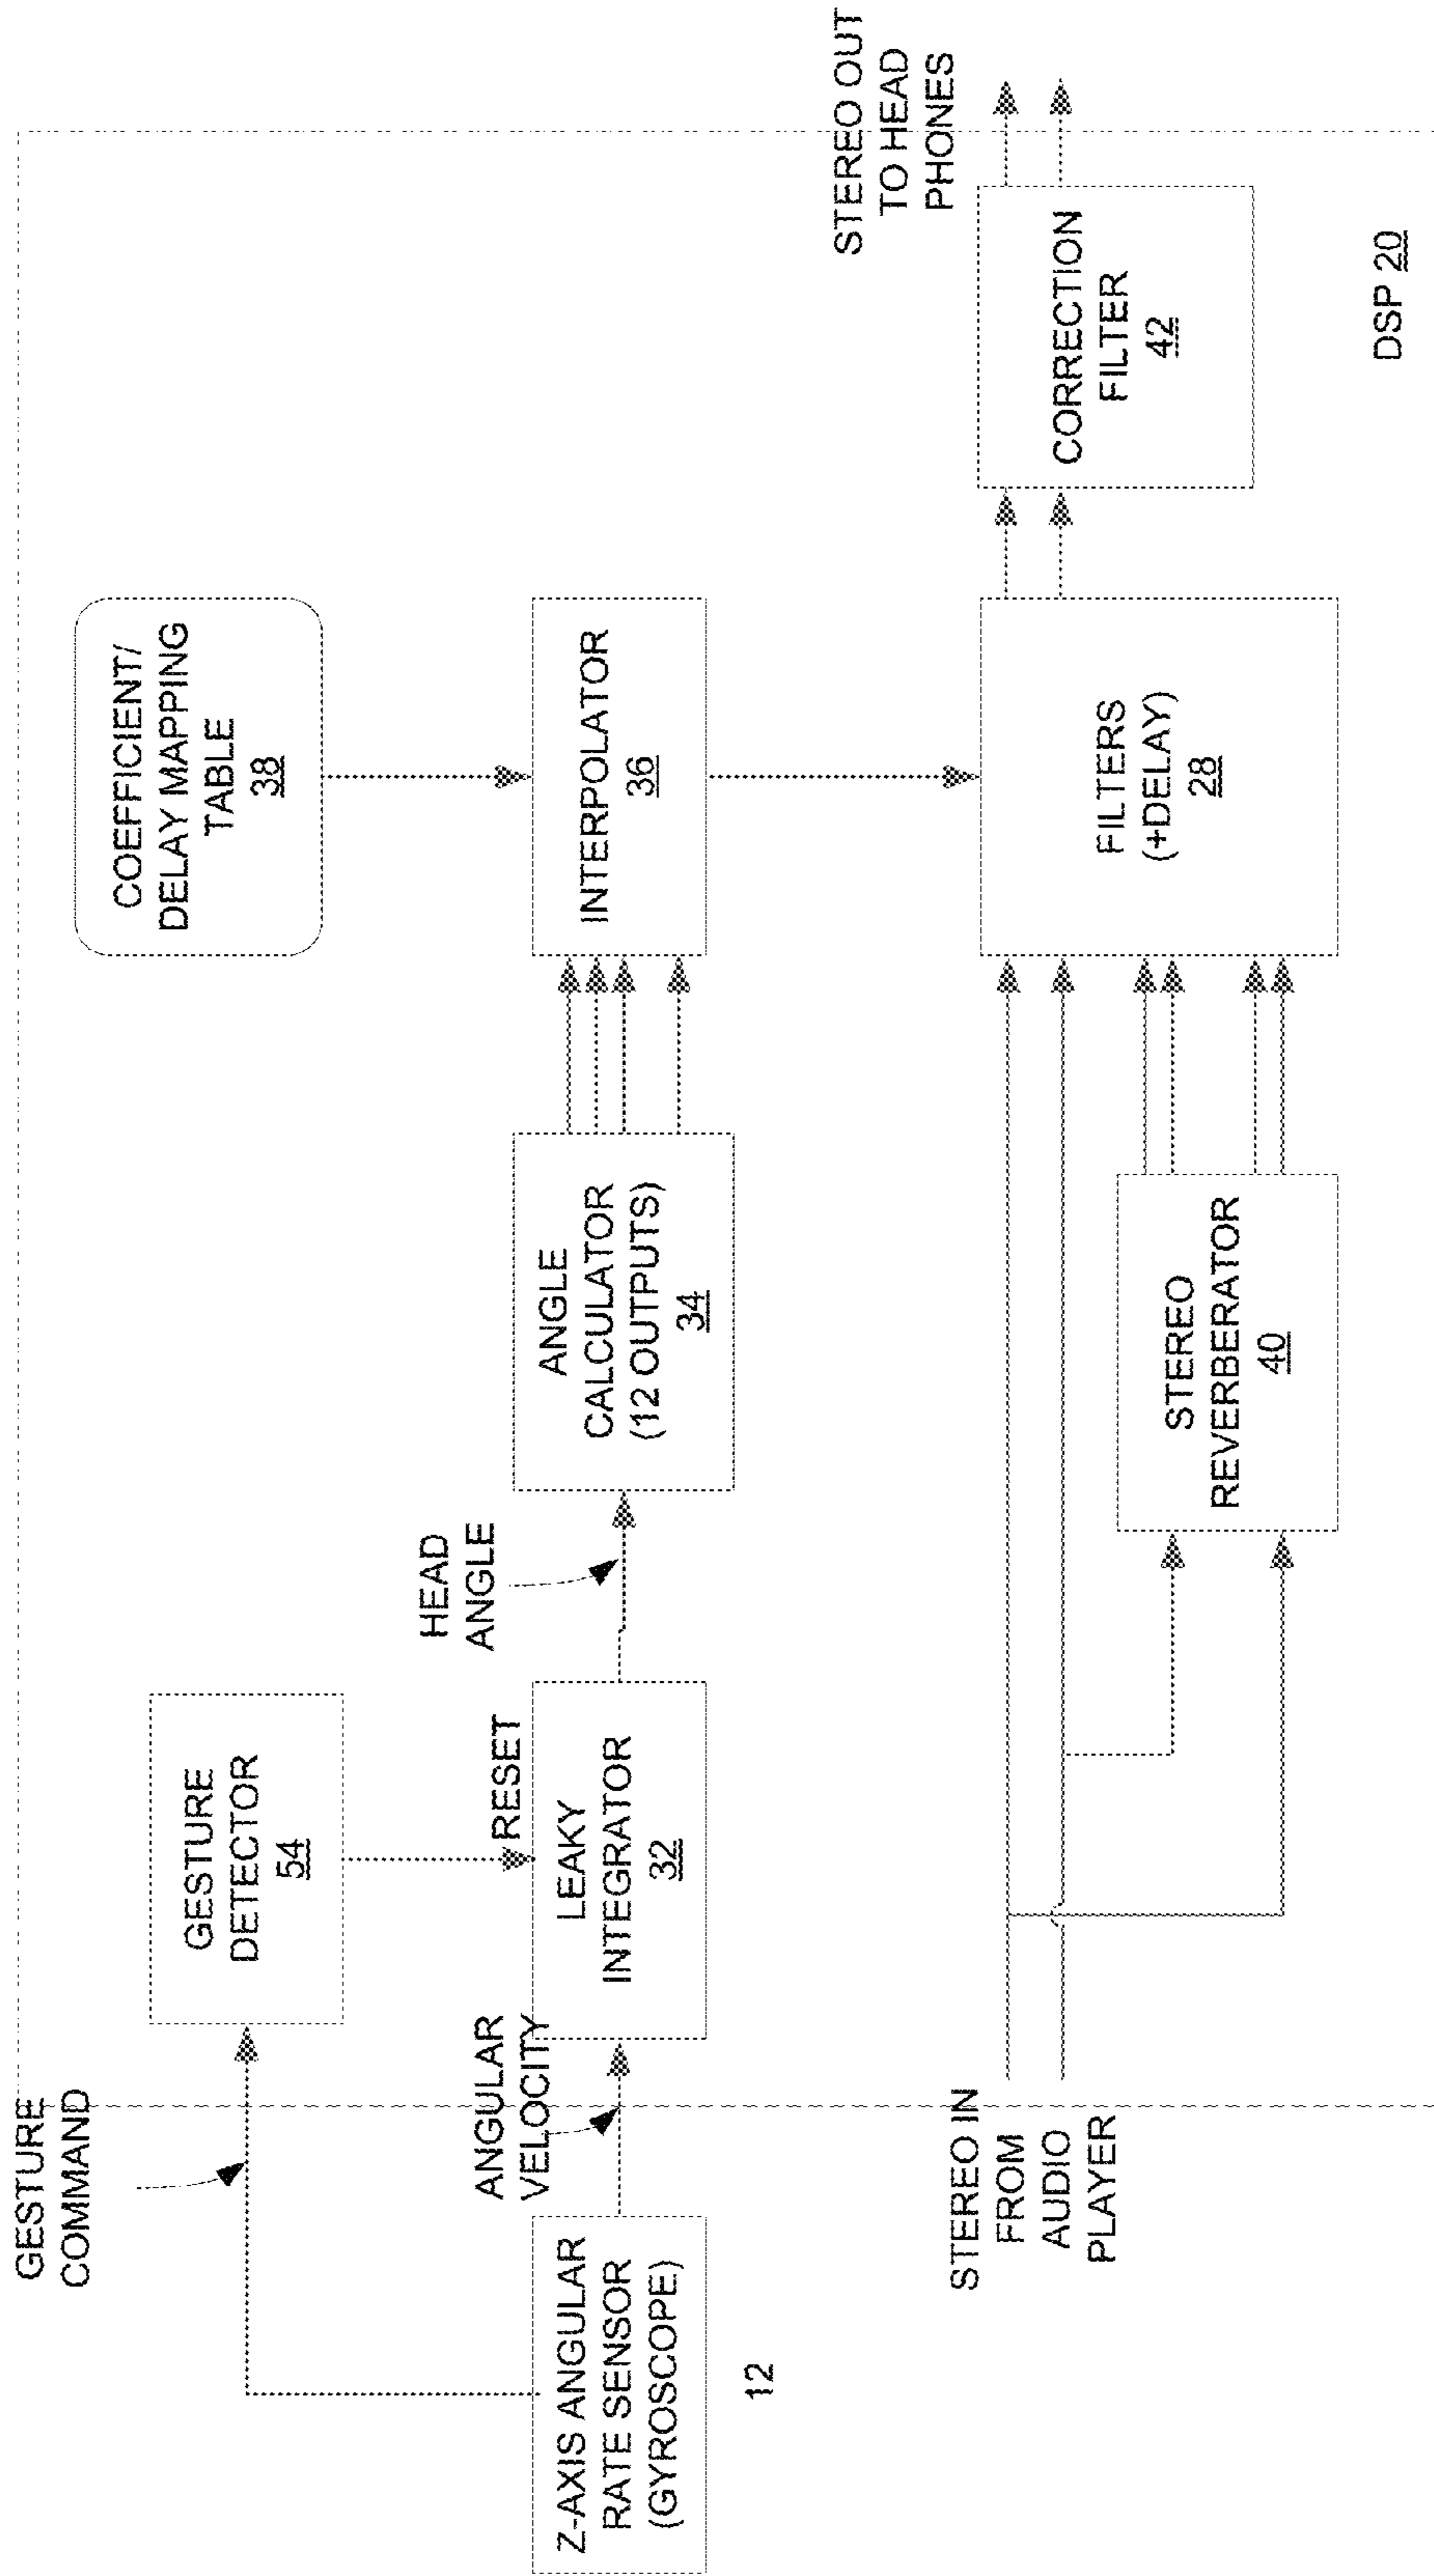 GESTURE
COMMAND
GESTURE
DETECTOR
54
COEFFICIENT/
DELAY MAPPING
TABLE
38
RESET
ANGULAR
VELOCITY
HEAD
ANGLE
Z-AXIS ANGULAR
RATE SENSOR
(GYROSCOPE)
12
LEAKY
INTEGRATOR
32
ANGLE
CALCULATOR
(12 OUTPUTS)
34
INTERPOLATOR
36
STEREO IN
FROM
AUDIO
PLAYER
STEREO
REVERBERATOR
40
FILTERS
(+DELAY)
28
CORRECTION
FILTER
42
STEREO OUT
TO HEAD
PHONES
DSP 20